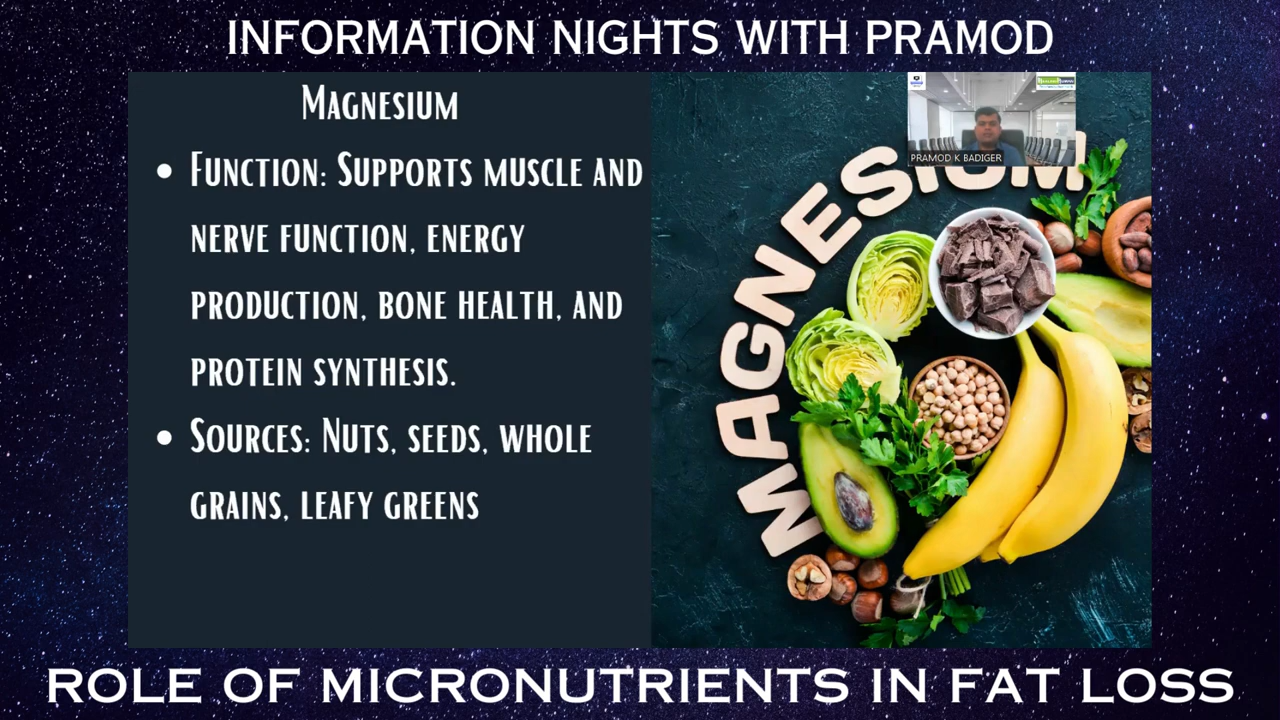 INFORMATION NIGHTS WITH PRAMOD
MAGNESIUM
• FUNCTION: SUPPORTS MUSCLE AND
NERVE FUNCTION, ENERGY
PRODUCTION, BONE HEALTH, AND
PROTEIN SYNTHESIS.
• SOURCES: NUTS, SEEDS, WHOLE
GRAINS, LEAFY GREENS
PRAMOD K BADIGER
MAGNESIUM
ROLE OF MICRONUTRIENTS IN FAT LOSS